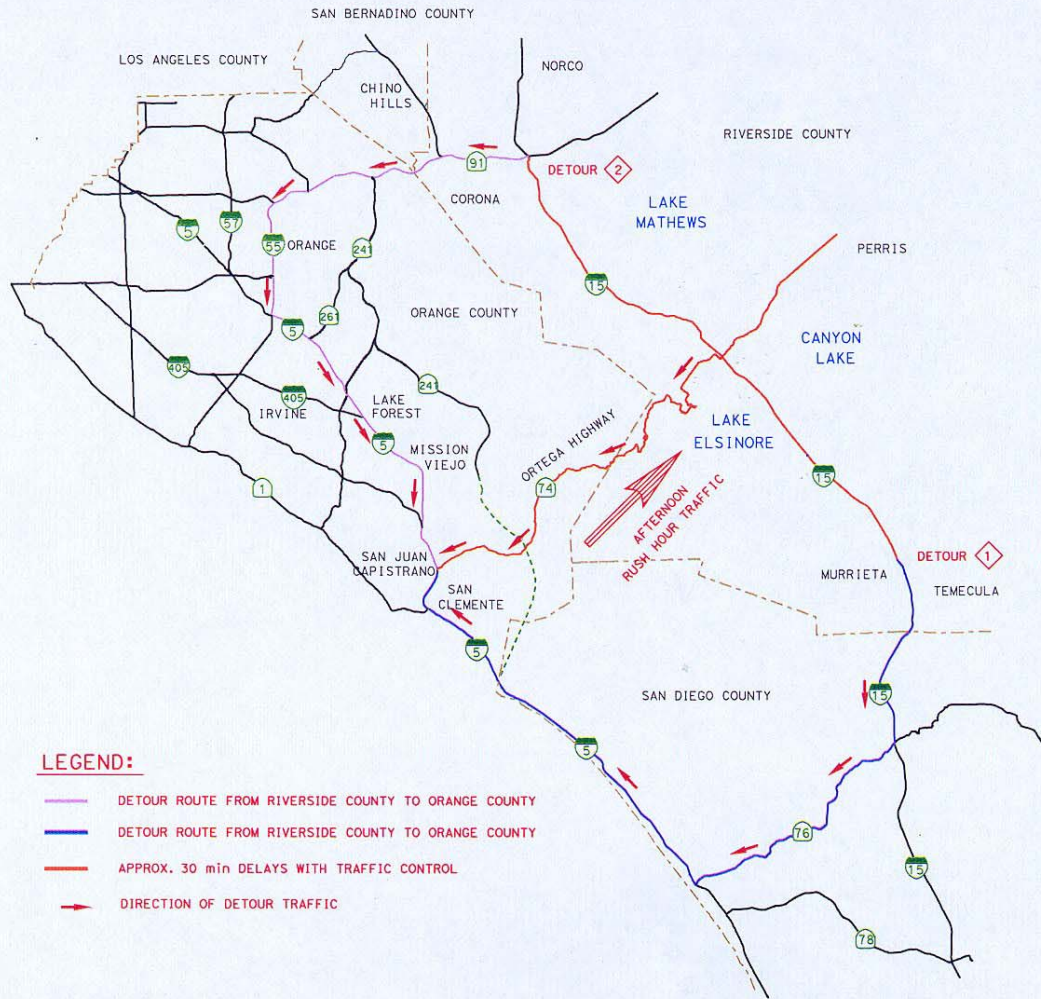 SAN BERNADINO COUNTY
LOS ANGELES COUNTY
NORCO
CHINO
HILLS
RIVERSIDE COUNTY
91
DETOUR 2
CORONA
LAKE
MATHEWS
5
57
55
ORANGE
241
PERRIS
15
ORANGE COUNTY
261
5
CANYON
LAKE
405
241
405
LAKE
FOREST
IRVINE
LAKE
ELSINORE
5
MISSION
VIEJO
ORTEGA HIGHWAY
15
1
74
AFTERNOON
RUSH HOUR TRAFFIC
SAN JUAN
CAPISTRANO
DETOUR 1
MURRIETA
TEMECULA
SAN
CLEMENTE
5
SAN DIEGO COUNTY
15
5
LEGEND:
DETOUR ROUTE FROM RIVERSIDE COUNTY TO ORANGE COUNTY
DETOUR ROUTE FROM RIVERSIDE COUNTY TO ORANGE COUNTY
76
APPROX. 30 min DELAYS WITH TRAFFIC CONTROL
15
DIRECTION OF DETOUR TRAFFIC
78